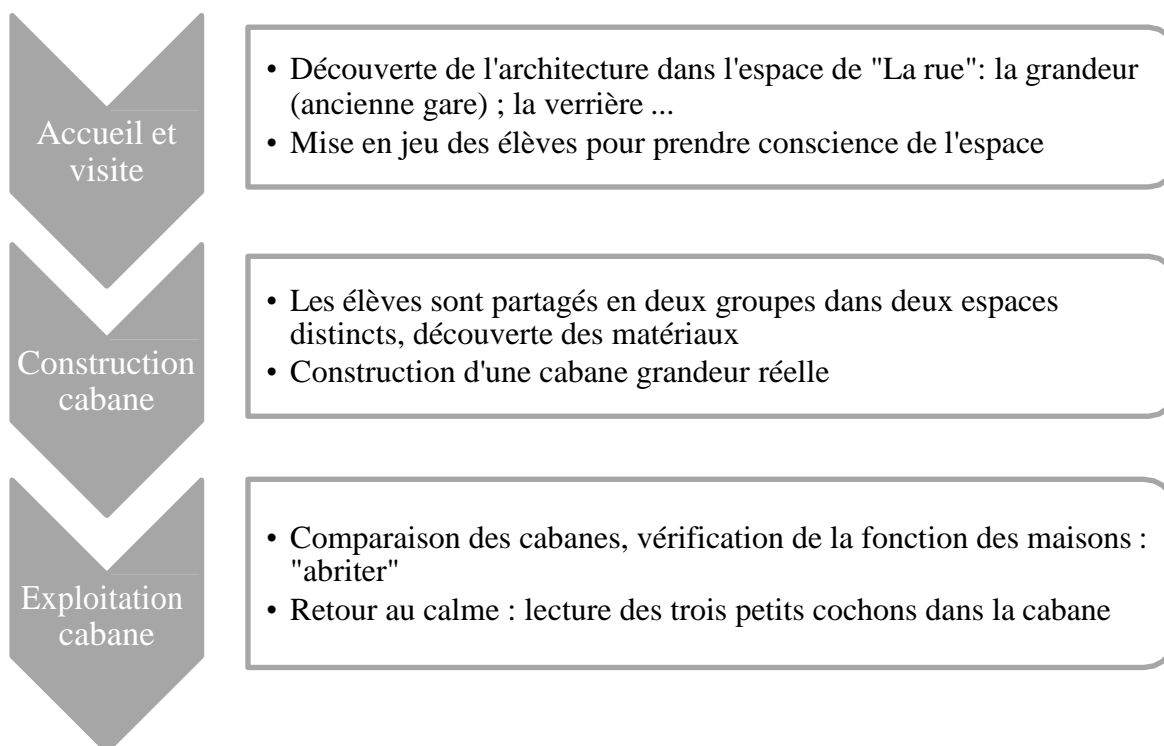 Accueil et
visite
• Découverte de l'architecture dans l'espace de "La rue": la grandeur
(ancienne gare) ; la verrière ...
• Mise en jeu des élèves pour prendre conscience de l'espace
Construction
cabane
• Les élèves sont partagés en deux groupes dans deux espaces
distincts, découverte des matériaux
• Construction d'une cabane grandeur réelle
Exploitation
cabane
• Comparaison des cabanes, vérification de la fonction des maisons :
"abriter"
• Retour au calme : lecture des trois petits cochons dans la cabane